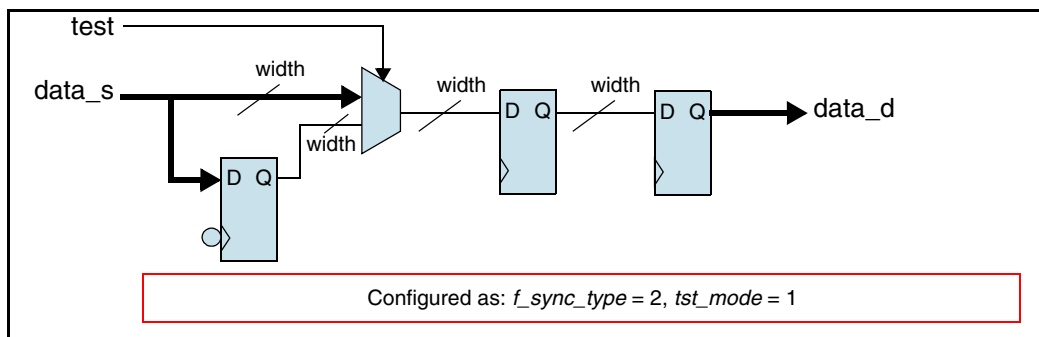 test
width
data_s
width
width
width
D Q
D Q
data_d
D Q
Configured as: f_sync_type = 2, tst_mode = 1